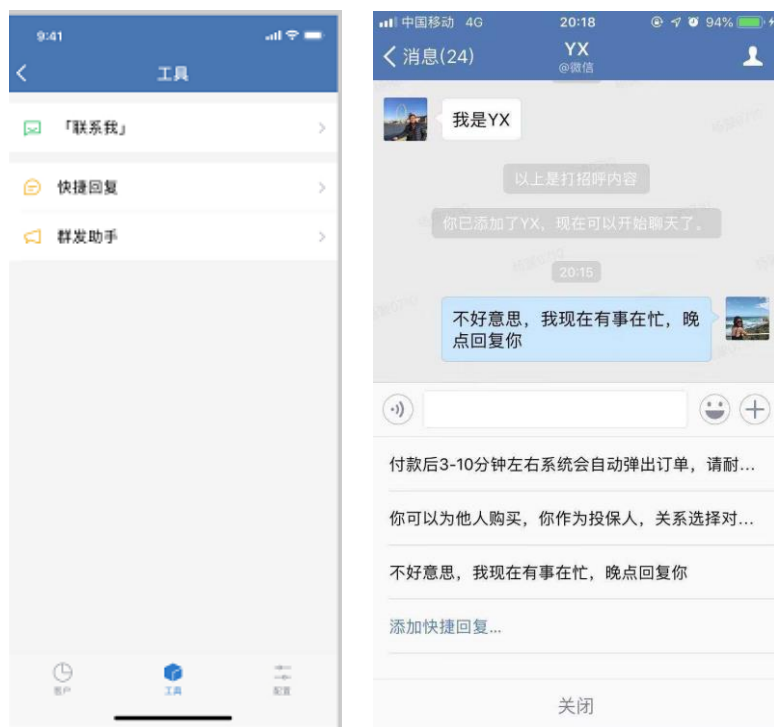 9:41
工具
「联系我」
快捷回复
群发助手
客户
工具
配置
中国移动 4G
20:18
94%
消息(24)
YX
@微信
我是YX
以上是打招呼内容
你已添加了YX，现在可以开始聊天了。
20:15
不好意思，我现在有事在忙，晚
点回复你
付款后3-10分钟左右系统会自动弹出订单，请耐...
你可以为他人购买，你作为投保人，关系选择对...
不好意思，我现在有事在忙，晚点回复你
添加快捷回复...
关闭